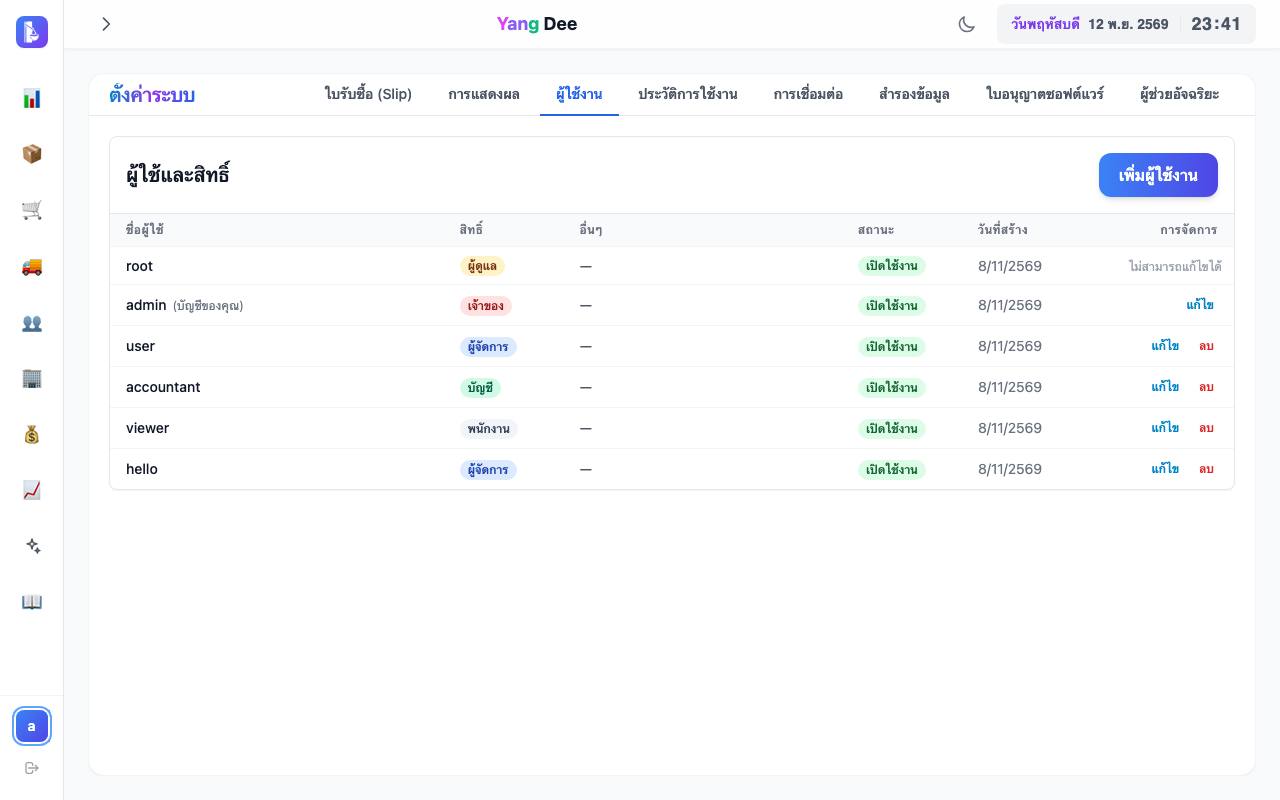 Yang Dee
วันพฤหัสบดี 12 พ.ย. 2569 23:41
ตั้งค่าระบบ
ใบรับซื้อ (Slip) การแสดงผล ผู้ใช้งาน ประวัติการใช้งาน การเชื่อมต่อ สำรองข้อมูล ใบอนุญาตซอฟต์แวร์ ผู้ช่วยอัจฉริยะ
ผู้ใช้และสิทธิ์
เพิ่มผู้ใช้งาน
ชื่อผู้ใช้ สิทธิ์ อื่นๆ สถานะ วันที่สร้าง การจัดการ
root ผู้ดูแล — เปิดใช้งาน 8/11/2569 ไม่สามารถแก้ไขได้
admin (บัญชีของคุณ) เจ้าของ — เปิดใช้งาน 8/11/2569 แก้ไข
user ผู้จัดการ — เปิดใช้งาน 8/11/2569 แก้ไข ลบ
accountant บัญชี — เปิดใช้งาน 8/11/2569 แก้ไข ลบ
viewer พนักงาน — เปิดใช้งาน 8/11/2569 แก้ไข ลบ
hello ผู้จัดการ — เปิดใช้งาน 8/11/2569 แก้ไข ลบ
a